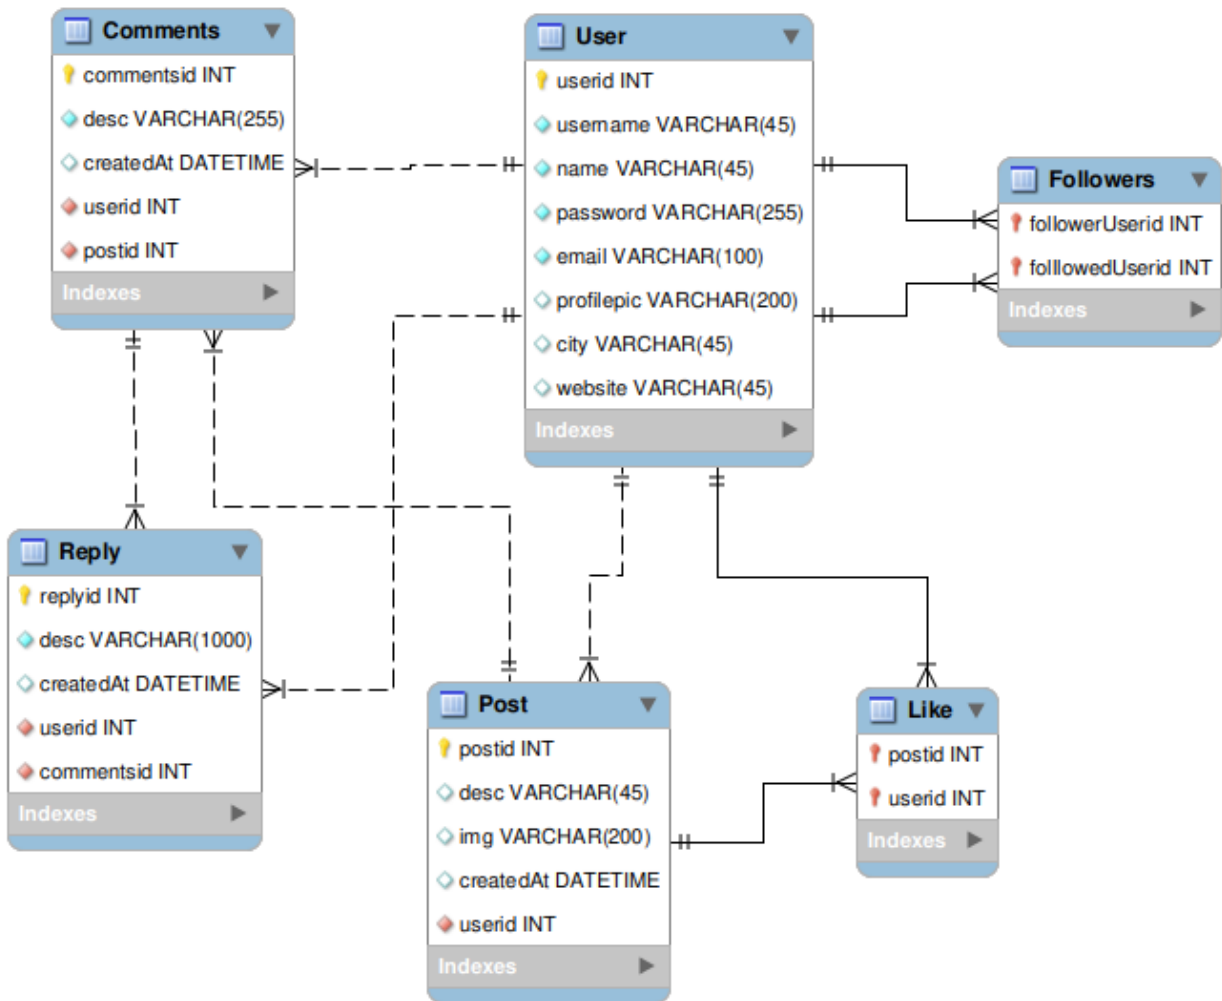 Comments
commentsid INT
desc VARCHAR(255)
createdAt DATETIME
userid INT
postid INT
Indexes
User
userid INT
username VARCHAR(45)
name VARCHAR(45)
password VARCHAR(255)
email VARCHAR(100)
profilepic VARCHAR(200)
city VARCHAR(45)
website VARCHAR(45)
Indexes
Followers
followerUserid INT
folllowedUserid INT
Indexes
Reply
replyid INT
desc VARCHAR(1000)
createdAt DATETIME
userid INT
commentsid INT
Indexes
Post
postid INT
desc VARCHAR(45)
img VARCHAR(200)
createdAt DATETIME
userid INT
Indexes
Like
postid INT
userid INT
Indexes